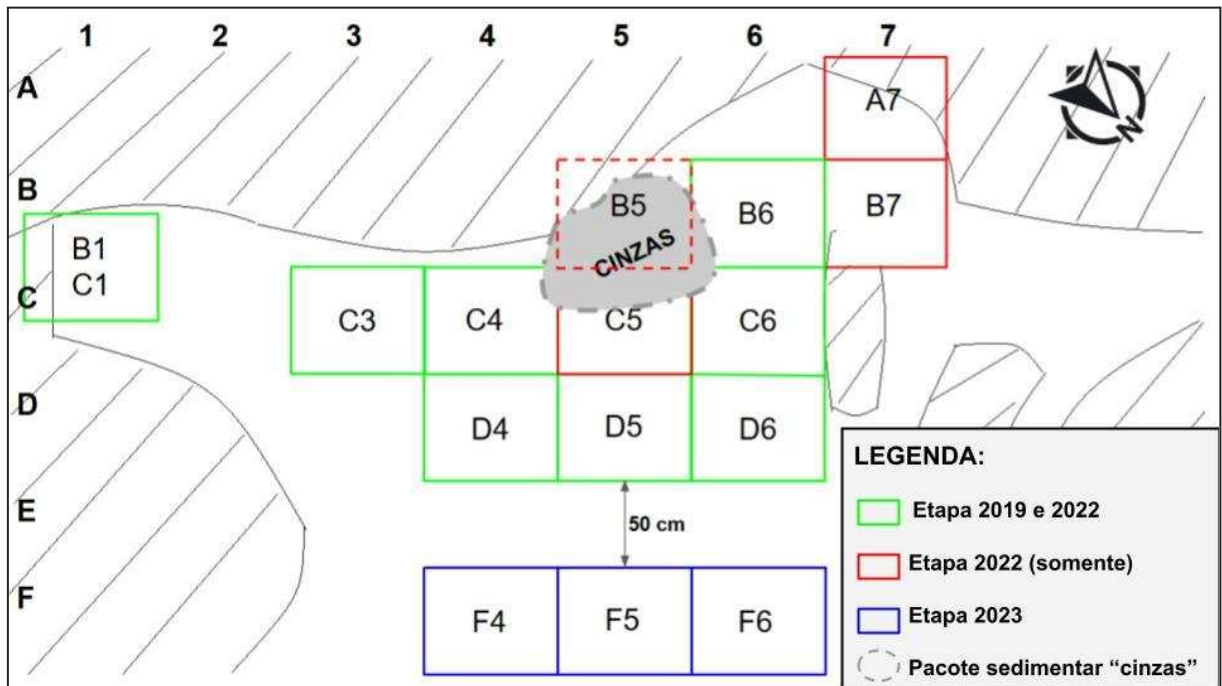 1 2 3 4 5 6 7
A
A7
B
B5
B6
B7
CINZAS
B1
C1
C
C3
C4
C5
C6
D
D4
D5
D6
E
50 cm
F
F4
F5
F6
N
LEGENDA:
Etapa 2019 e 2022
Etapa 2022 (somente)
Etapa 2023
Pacote sedimentar “cinzas”